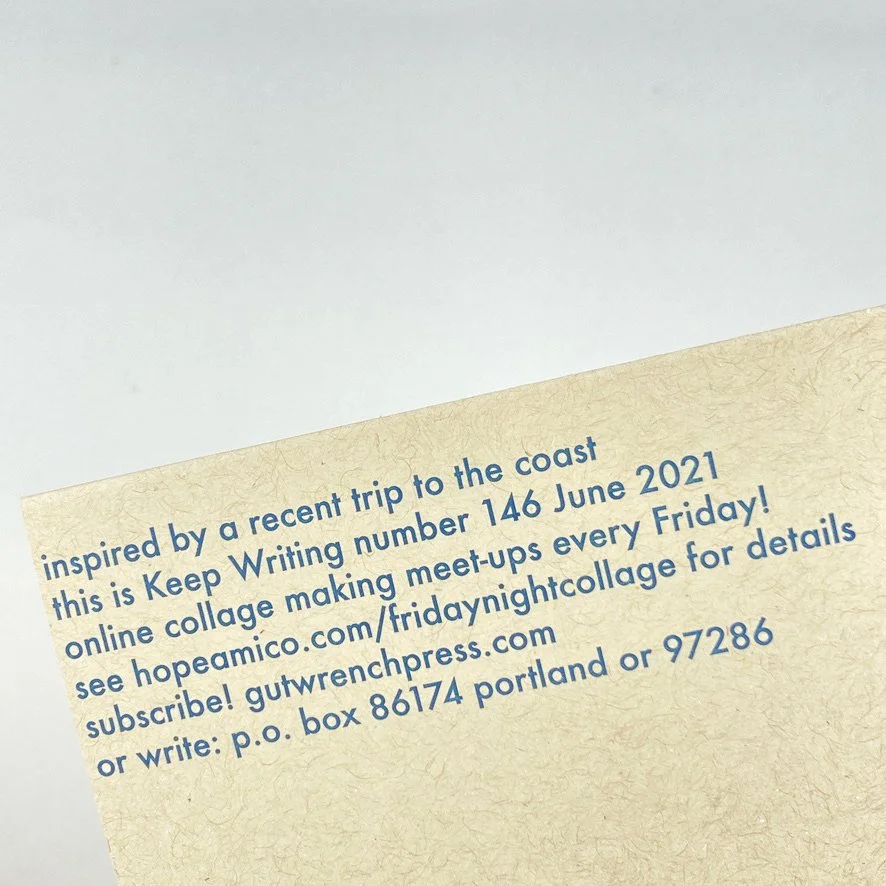 inspired by a recent trip to the coast
this is Keep Writing number 146 June 2021
online collage making meet-ups every Friday!
see hopeamico.com/fridaynightcollage for details
subscribe! gutwrenchpress.com
or write: p.o. box 86174 portland or 97286